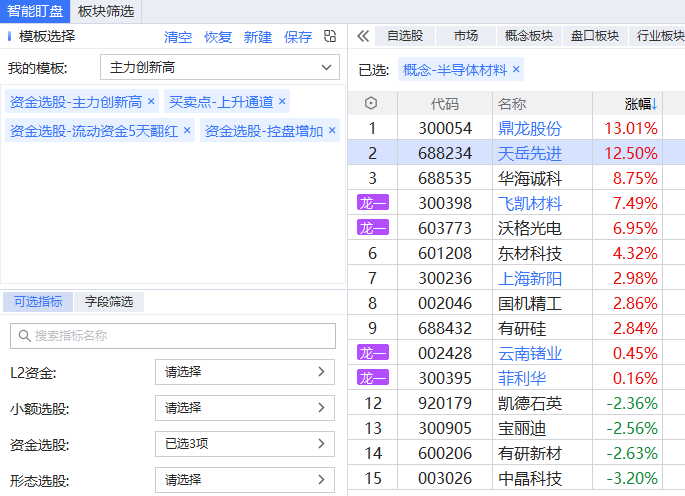 智能盯盘 板块筛选
模板选择 清空 恢复 新建 保存
我的模板: 主力创新高
资金选股-主力创新高 × 买卖点-上升通道 ×
资金选股-流动资金5天翻红 × 资金选股-控盘增加 ×
可选指标 字段筛选
搜索指标名称
L2资金: 请选择
小额选股: 请选择
资金选股: 已选3项
形态选股: 请选择
自选股 市场 概念板块 盘口板块 行业板块
已选: 概念-半导体材料 ×
代码 名称 涨幅↓
1 300054 鼎龙股份 13.01%
2 688234 天岳先进 12.50%
3 688535 华海诚科 8.75%
龙一 300398 飞凯材料 7.49%
龙一 603773 沃格光电 6.95%
6 601208 东材科技 4.32%
7 300236 上海新阳 2.98%
8 002046 国机精工 2.86%
9 688432 有研硅 2.84%
龙一 002428 云南锗业 0.45%
龙一 300395 菲利华 0.16%
12 920179 凯德石英 -2.36%
13 300905 宝丽迪 -2.56%
14 600206 有研新材 -2.63%
15 003026 中晶科技 -3.20%